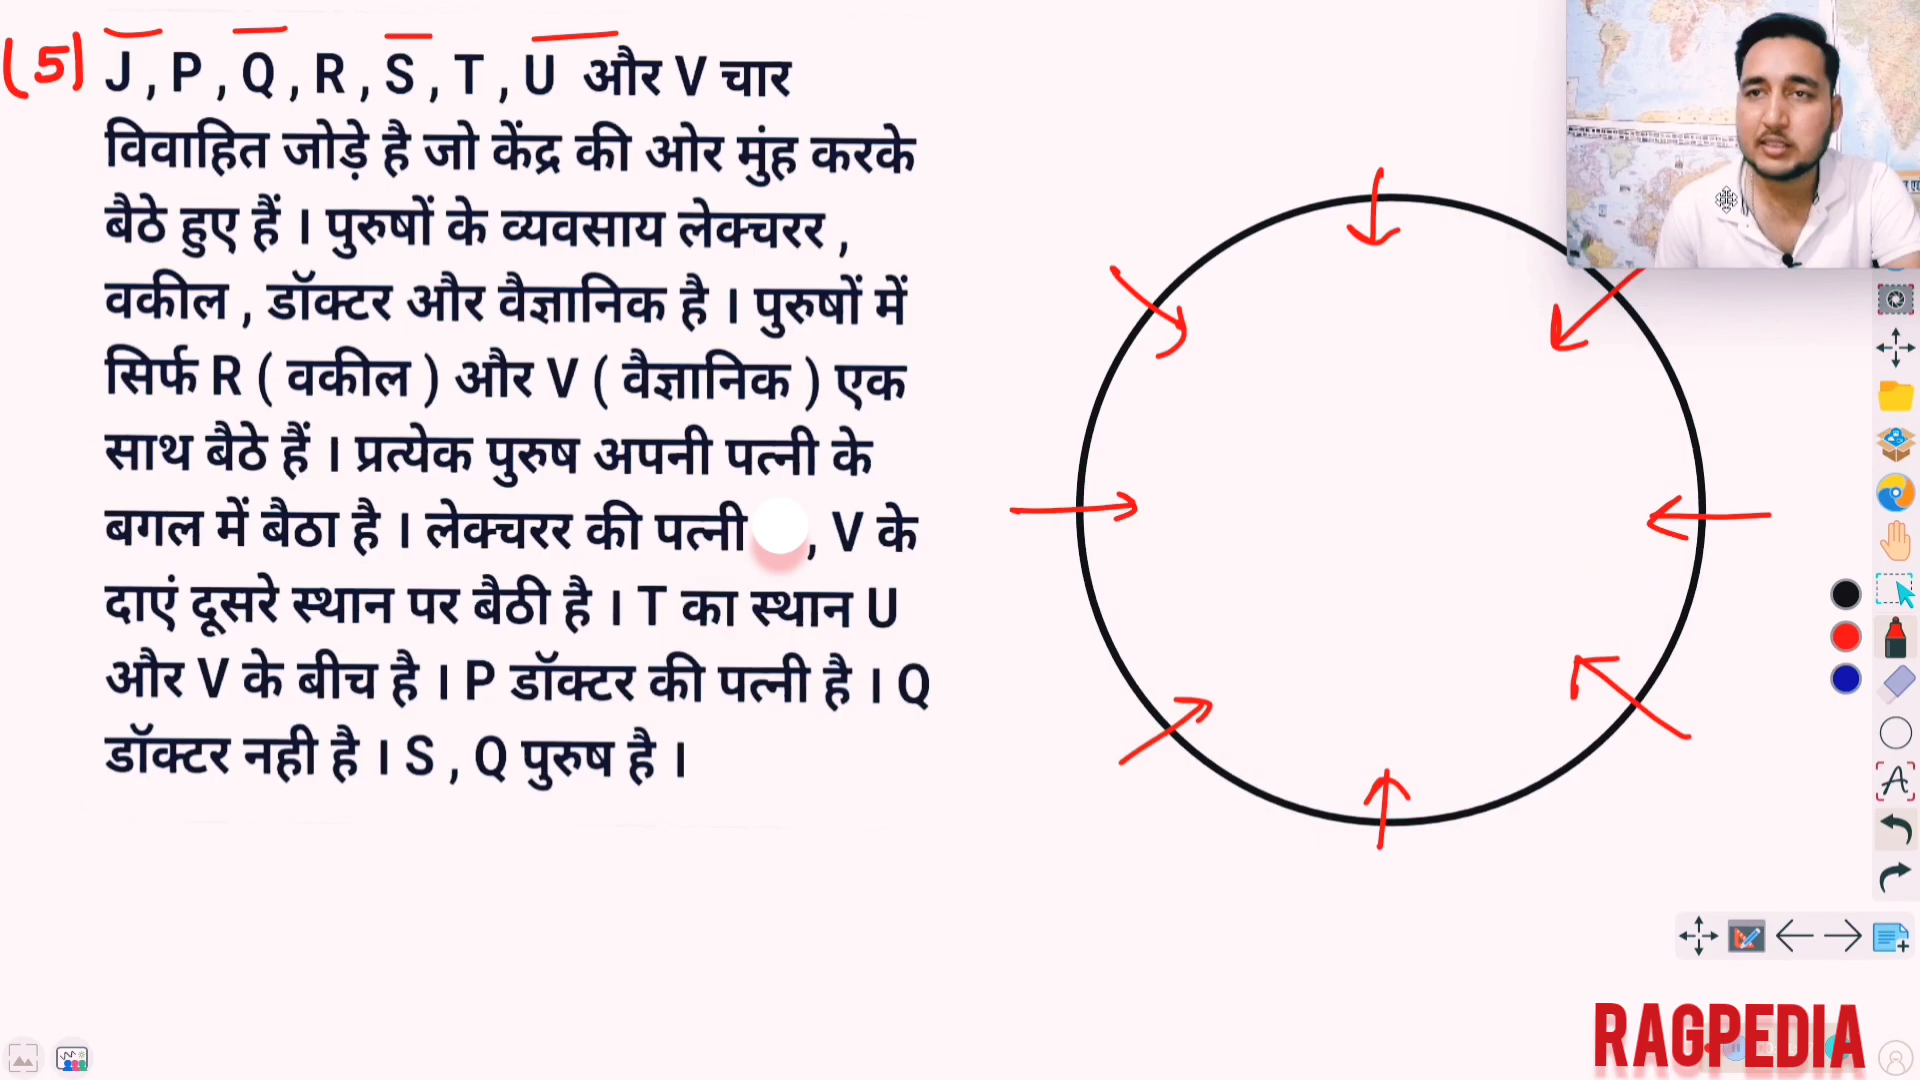 (5) J , P , Q , R , S , T , U और V चार
विवाहित जोड़े है जो केंद्र की ओर मुंह करके
बैठे हुए हैं । पुरुषों के व्यवसाय लेक्चरर ,
वकील , डॉक्टर और वैज्ञानिक है । पुरुषों में
सिर्फ R ( वकील ) और V ( वैज्ञानिक ) एक
साथ बैठे हैं । प्रत्येक पुरुष अपनी पत्नी के
बगल में बैठा है । लेक्चरर की पत्नी , V के
दाएं दूसरे स्थान पर बैठी है । T का स्थान U
और V के बीच है । P डॉक्टर की पत्नी है । Q
डॉक्टर नही है । S , Q पुरुष है ।
RAGPEDIA